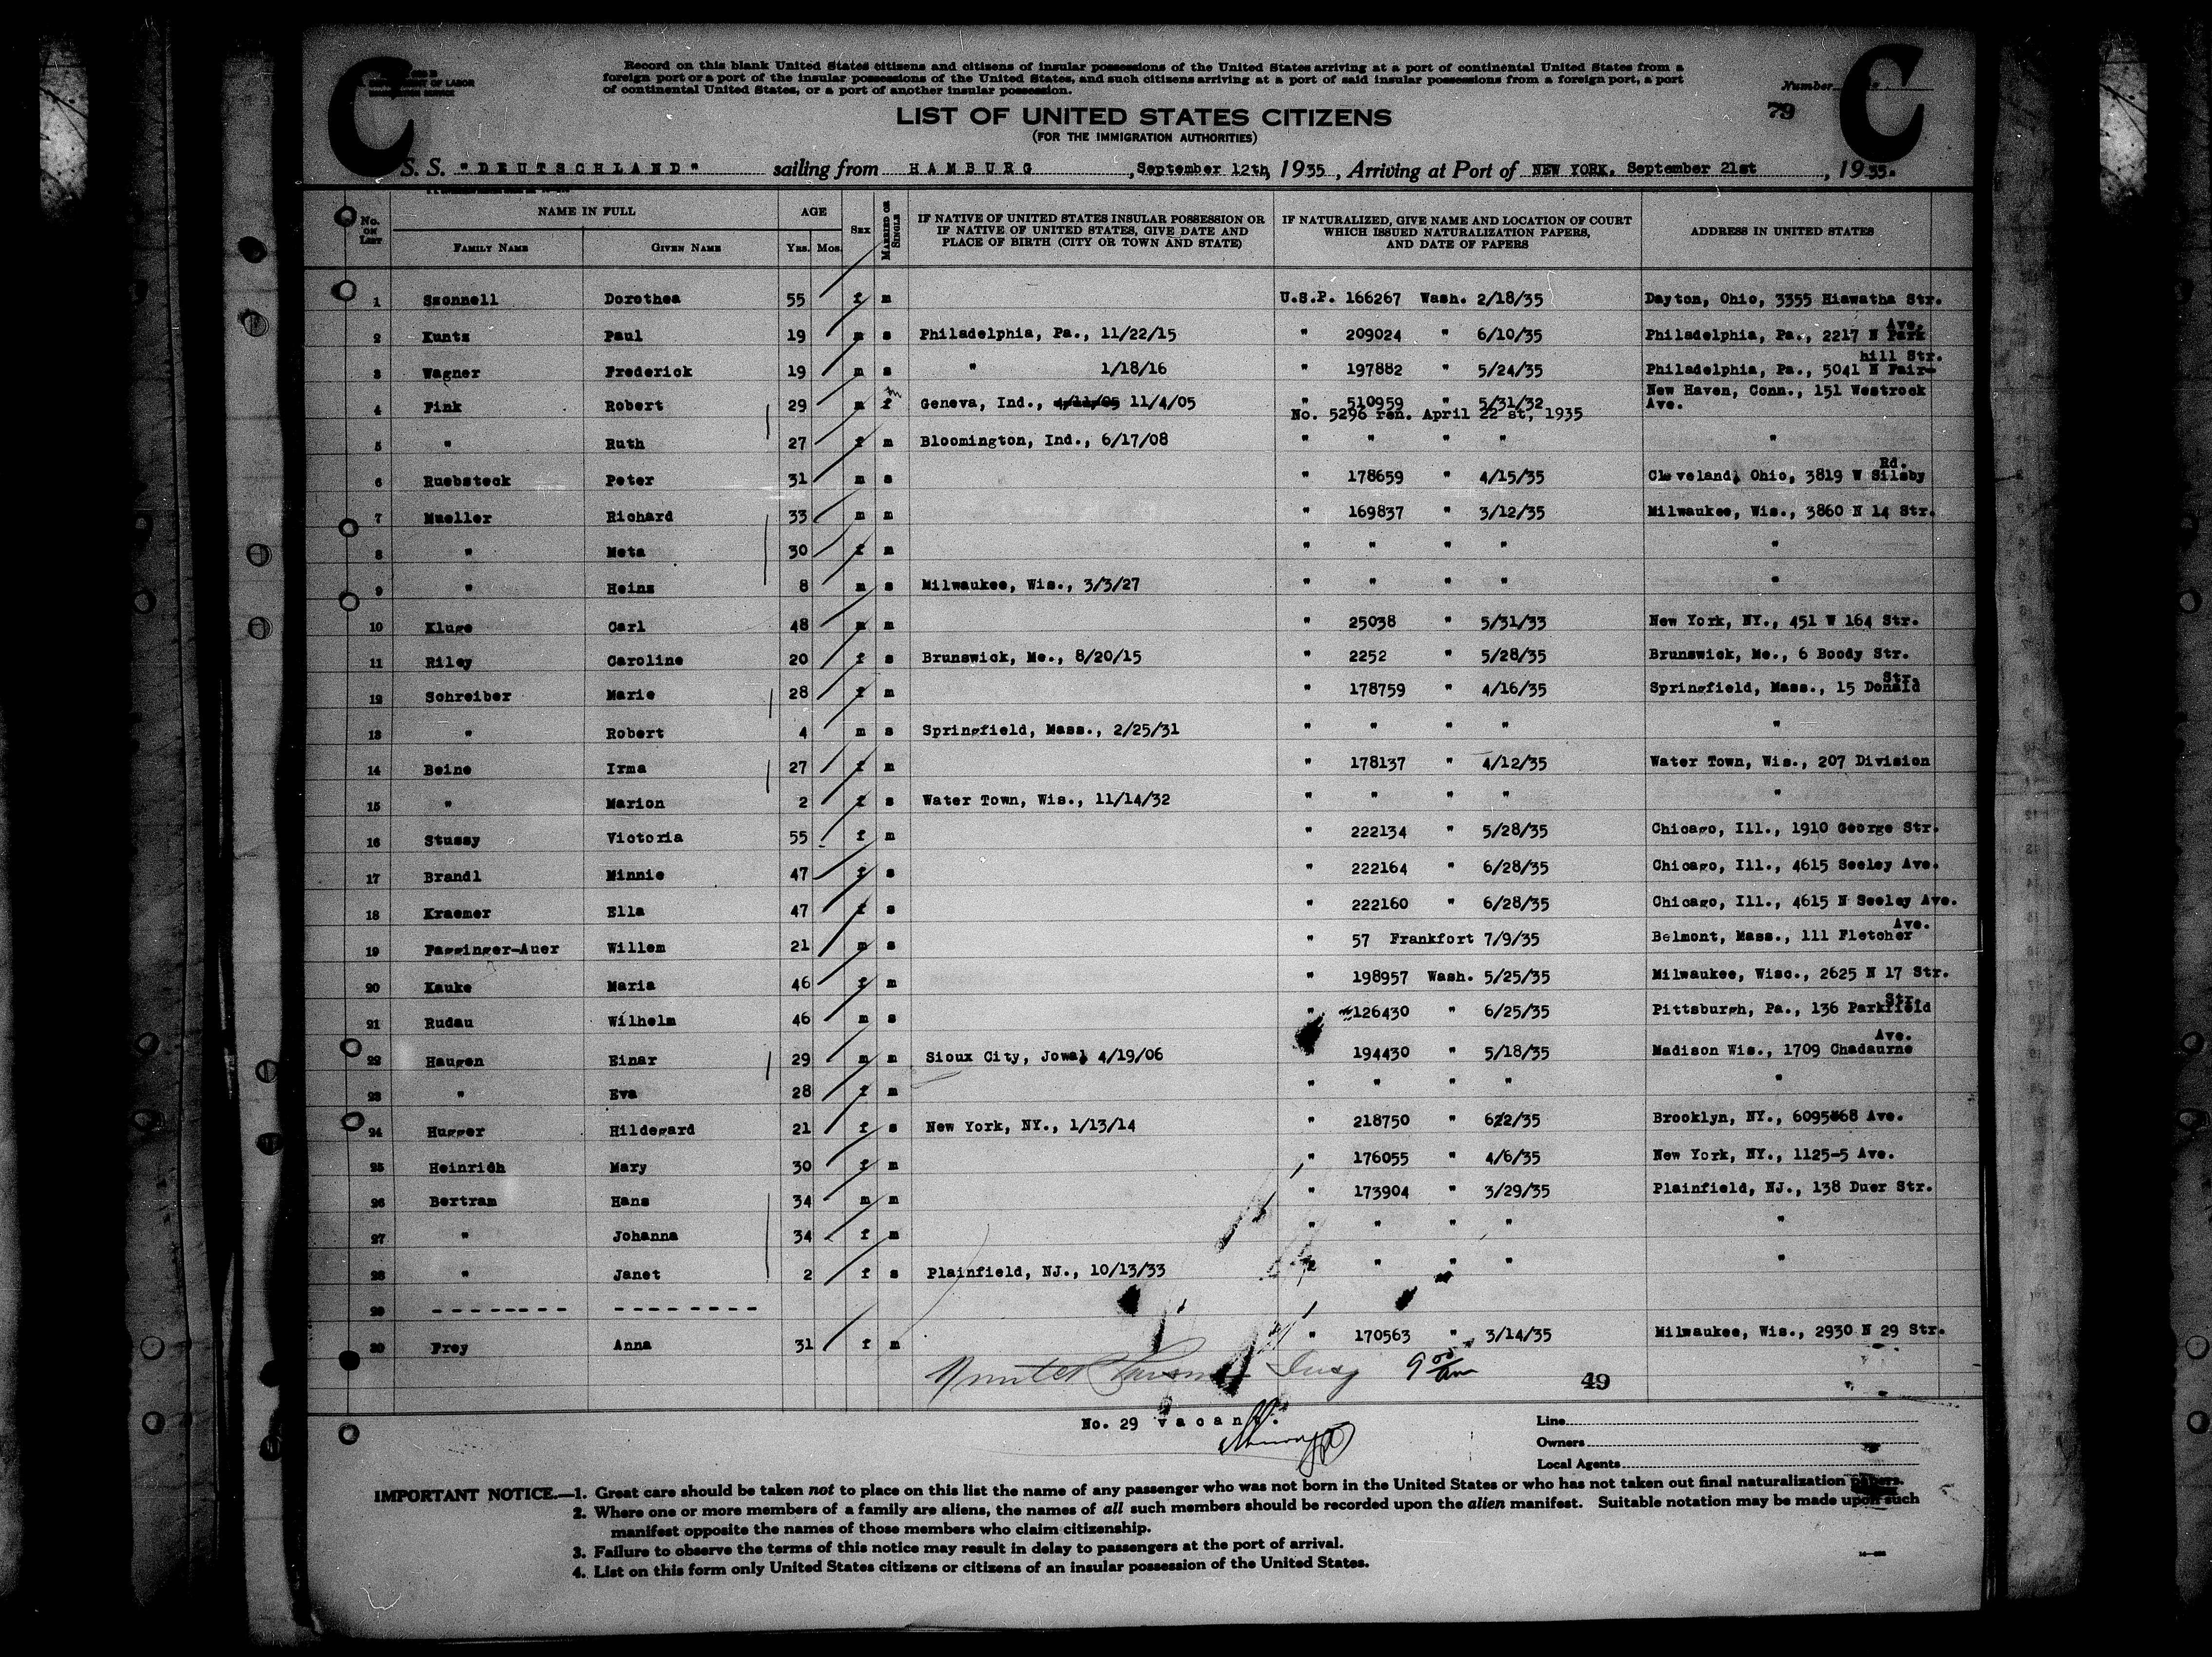 C C
OF LABOR
Record on this blank United States citizens and citizens of insular possessions of the United States arriving at a port of continental United States from a
foreign port or a port of the insular possessions of the United States, and such citizens arriving at a port of said insular possessions from a foreign port, a port
of continental United States, or a port of another insular possession.
Number
79
LIST OF UNITED STATES CITIZENS
(FOR THE IMMIGRATION AUTHORITIES)
S. S. "DEUTSCHLAND" sailing from HAMBURG, September 12th, 1935, Arriving at Port of NEW YORK, September 21st, 1935.
No. ON LIST NAME IN FULL FAMILY NAME GIVEN NAME AGE YRS. MOS. SEX MARRIED OR SINGLE IF NATIVE OF UNITED STATES INSULAR POSSESSION OR IF NATIVE OF UNITED STATES, GIVE DATE AND PLACE OF BIRTH (CITY OR TOWN AND STATE) IF NATURALIZED, GIVE NAME AND LOCATION OF COURT WHICH ISSUED NATURALIZATION PAPERS, AND DATE OF PAPERS ADDRESS IN UNITED STATES
1 Szonnell Dorothea 55 f m U.S.P. 166267 Wash. 2/18/35 Dayton, Ohio, 3355 Hiawatha Str.
2 Kuntz Paul 19 m s Philadelphia, Pa., 11/22/15 " 209024 " 6/10/35 Philadelphia, Pa., 2217 N Park Ave.
3 Wagner Frederick 19 m s " 1/18/16 " 197882 " 5/24/35 Philadelphia, Pa., 5041 N Fair-hill Str.
4 Fink Robert 29 m f m Geneva, Ind., 4/11/05 11/4/05 " 510959 " 5/31/32 New Haven, Conn., 151 Westrock Ave.
No. 5296 ren. April 22 st, 1935
5 " Ruth 27 f m Bloomington, Ind., 6/17/08 " " " " "
6 Ruebsteck Peter 31 m s " 178659 " 4/15/35 Cleveland, Ohio, 3819 W Silsby Rd.
7 Mueller Richard 33 m m " 169837 " 3/12/35 Milwaukee, Wis., 3860 N 14 Str.
8 " Meta 30 f m " " " " "
9 " Heinz 8 m s Milwaukee, Wis., 3/3/27 " " " " "
10 Kluge Carl 48 m m " 25038 " 5/31/33 New York, NY., 451 W 164 Str.
11 Riley Caroline 20 f s Brunswick, Me., 8/20/15 " 2252 " 5/28/35 Brunswick, Me., 6 Boody Str.
12 Schreiber Marie 28 f m " 178759 " 4/16/35 Springfield, Mass., 15 Donald Str.
13 " Robert 4 m s Springfield, Mass., 2/25/31 " " " " "
14 Beine Irma 27 f m " 178137 " 4/12/35 Water Town, Wis., 207 Division
15 " Marion 2 f s Water Town, Wis., 11/14/32 " " " " "
16 Stussy Victoria 55 f m " 222134 " 5/28/35 Chicago, Ill., 1910 George Str.
17 Brandl Minnie 47 f s " 222164 " 6/28/35 Chicago, Ill., 4615 Seeley Ave.
18 Kraemer Ella 47 f s " 222160 " 6/28/35 Chicago, Ill., 4615 N Seeley Ave.
19 Fagginger-Auer Willem 21 m s " 57 Frankfort 7/9/35 Belmont, Mass., 111 Fletcher Ave.
20 Kauke Maria 46 f m " 198957 Wash. 5/25/35 Milwaukee, Wisc., 2625 N 17 Str.
21 Rudau Wilhelm 46 m s " 126430 " 6/25/35 Pittsburgh, Pa., 136 Parkfield Str.
22 Haugen Einar 29 m m Sioux City, Jowa, 4/19/06 194430 " 5/18/35 Madison Wis., 1709 Chadaurne Ave.
23 " Eva 28 f m " " " " "
24 Hugger Hildegard 21 f s New York, NY., 1/13/14 " 218750 " 622/35 Brooklyn, NY., 6095-68 Ave.
25 Heinrich Mary 30 f m " 176055 " 4/6/35 New York, NY., 1125-5 Ave.
26 Bertram Hans 34 m m " 173904 " 3/29/35 Plainfield, NJ., 138 Duer Str.
27 " Johanna 34 f m " " " " "
28 " Janet 2 f s Plainfield, NJ., 10/13/33 " " " "
29 -------- --------
30 Frey Anna 31 f m " 170563 " 3/14/35 Milwaukee, Wis., 2930 N 29 Str.
9 00 am
49
No. 29 vacant.
Line
Owners
Local Agents
IMPORTANT NOTICE.—1. Great care should be taken not to place on this list the name of any passenger who was not born in the United States or who has not taken out final naturalization papers.
2. Where one or more members of a family are aliens, the names of all such members should be recorded upon the alien manifest. Suitable notation may be made upon such
manifest opposite the names of those members who claim citizenship.
3. Failure to observe the terms of this notice may result in delay to passengers at the port of arrival.
4. List on this form only United States citizens or citizens of an insular possession of the United States.